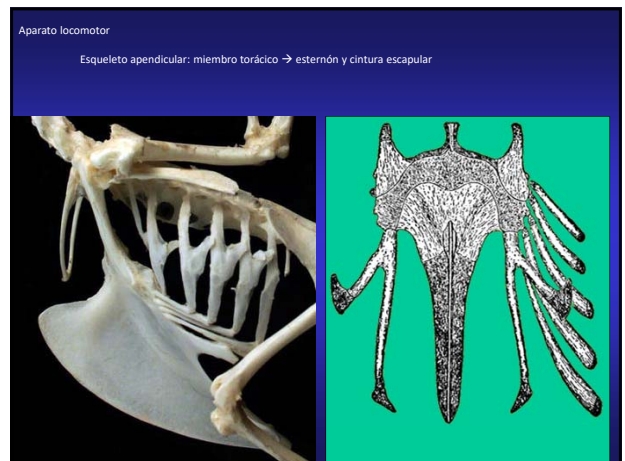 Aparato locomotor
Esqueleto apendicular: miembro torácico → esternón y cintura escapular